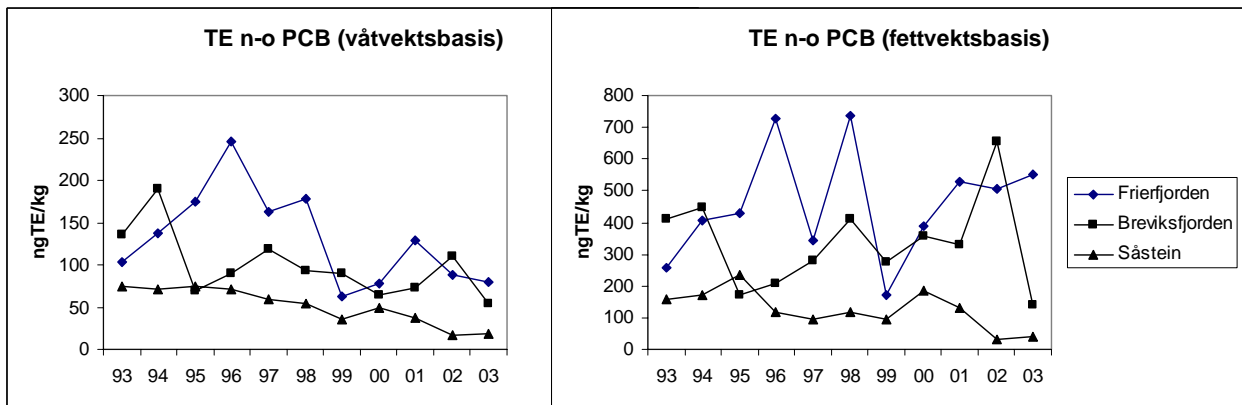 TE n-o PCB (våtvektsbasis)
ngTE/kg
300
250
200
150
100
50
0
93 94 95 96 97 98 99 00 01 02 03
TE n-o PCB (fettvektsbasis)
ngTE/kg
800
700
600
500
400
300
200
100
0
93 94 95 96 97 98 99 00 01 02 03
Frierfjorden
Breviksfjorden
Såstein